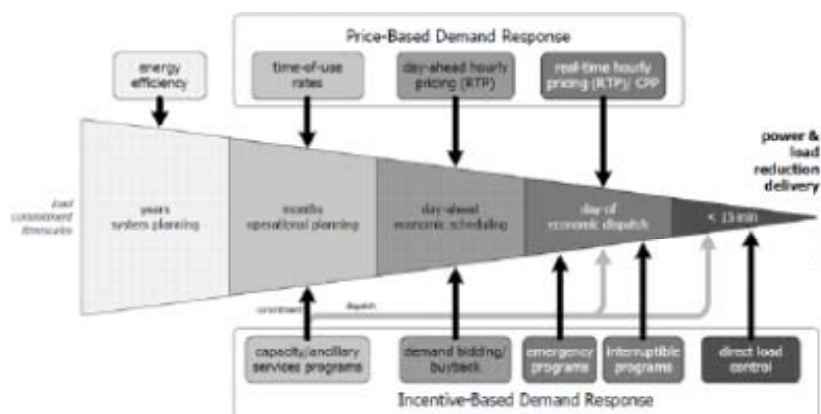 Price-Based Demand Response
energy
efficiency
time-of-use
rates
day-ahead hourly
pricing (RTP)
real-time hourly
pricing (RTP)/ CPP
power &
load
reduction
delivery
load
commitment
timescales
years
system planning
months
operational planning
day-ahead
economic scheduling
day-of
economic dispatch
< 15 min
commitment
dispatch
capacity/ancillary
services programs
demand bidding/
buyback
emergency
programs
interruptible
programs
direct load
control
Incentive-Based Demand Response